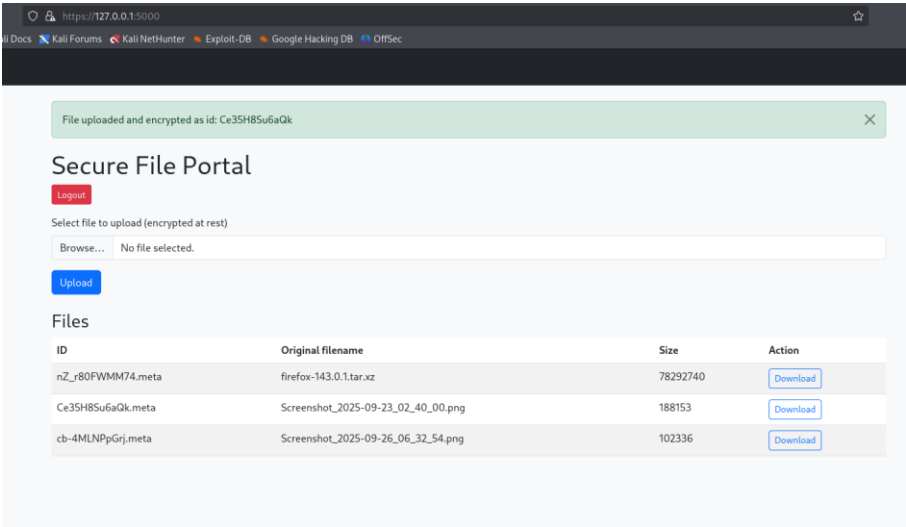 https://127.0.0.1:5000
ali Docs Kali Forums Kali NetHunter Exploit-DB Google Hacking DB OffSec
File uploaded and encrypted as id: Ce35H8Su6aQk
Secure File Portal
Logout
Select file to upload (encrypted at rest)
Browse... No file selected.
Upload
Files
ID Original filename Size Action
nZ_r80FWMM74.meta firefox-143.0.1.tar.xz 78292740 Download
Ce35H8Su6aQk.meta Screenshot_2025-09-23_02_40_00.png 188153 Download
cb-4MLNPpGrj.meta Screenshot_2025-09-26_06_32_54.png 102336 Download